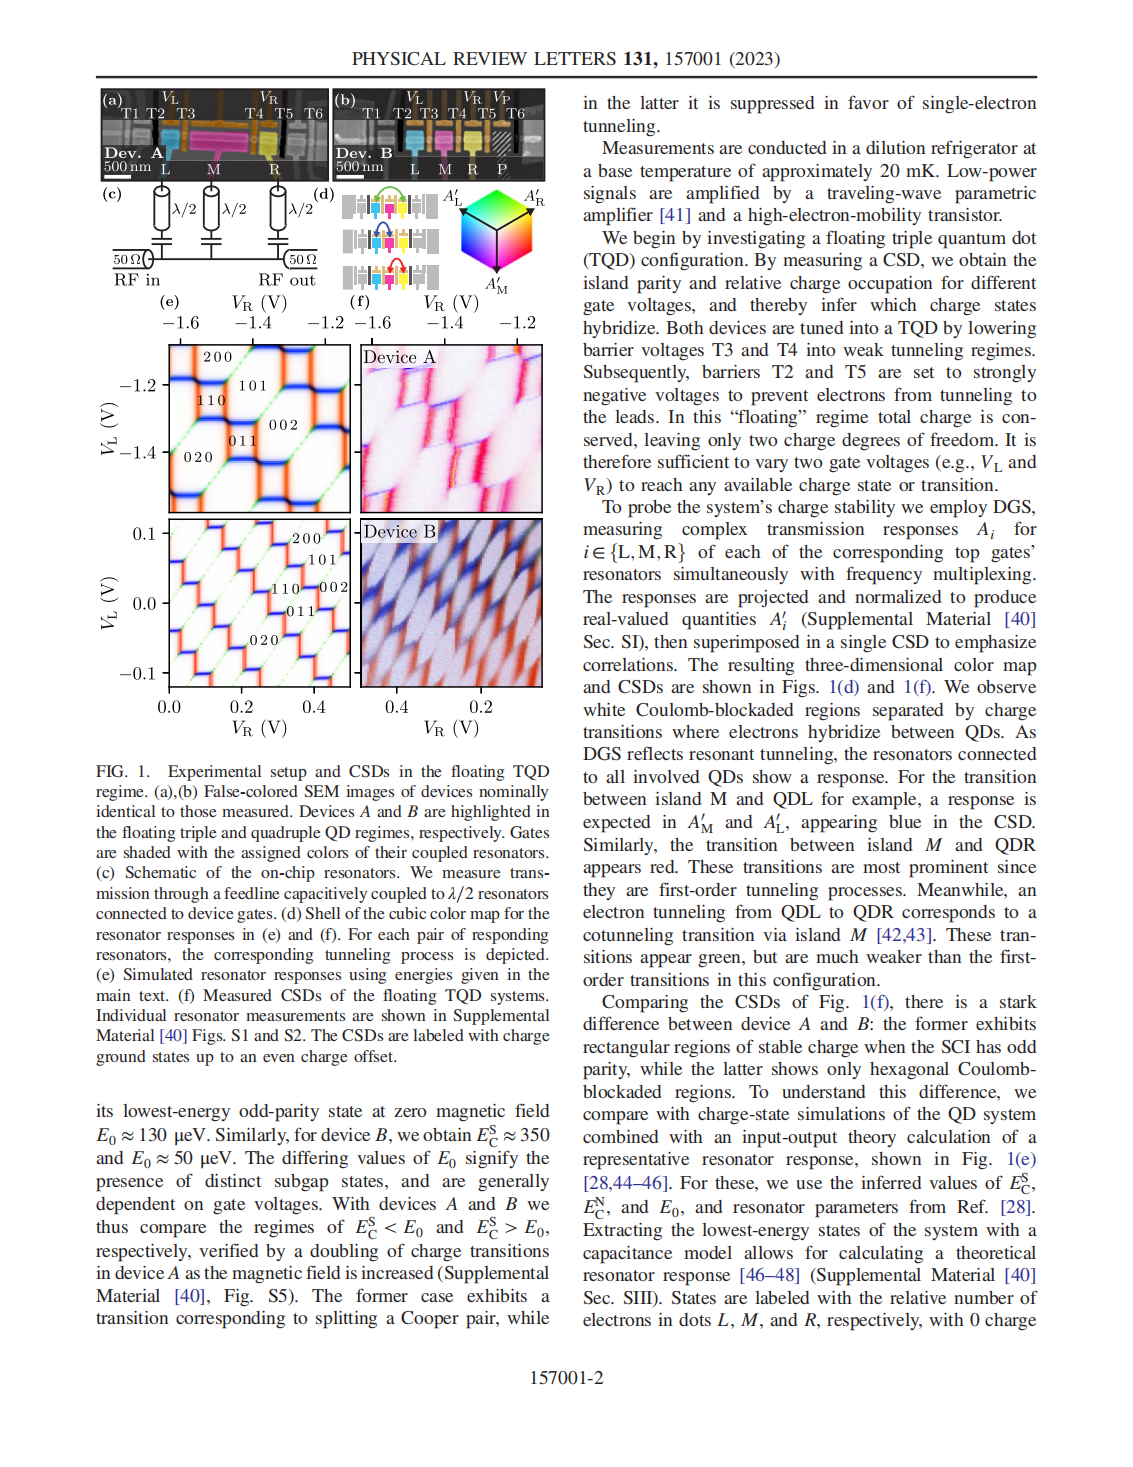 PHYSICAL REVIEW LETTERS 131, 157001 (2023)
(a) V_L V_R
T1 T2 T3 T4 T5 T6
Dev. A
500 nm L M R
(b) V_L V_R V_P
T1 T2 T3 T4 T5 T6
Dev. B
500 nm L M R P
(c) λ/2 λ/2 λ/2
50 Ω 50 Ω
RF in RF out
(d) A′_L A′_R
A′_M
(e) V_R (V) (f) V_R (V)
−1.6 −1.4 −1.2 −1.6 −1.4 −1.2
V_L (V)
−1.2
−1.4
200
101
110
002
011
020
Device A
V_L (V)
0.1
0.0
−0.1
200
101
110 002
011
020
Device B
0.0 0.2 0.4 0.4 0.2
V_R (V) V_R (V)
FIG. 1. Experimental setup and CSDs in the floating TQD
regime. (a),(b) False-colored SEM images of devices nominally
identical to those measured. Devices A and B are highlighted in
the floating triple and quadruple QD regimes, respectively. Gates
are shaded with the assigned colors of their coupled resonators.
(c) Schematic of the on-chip resonators. We measure trans-
mission through a feedline capacitively coupled to λ/2 resonators
connected to device gates. (d) Shell of the cubic color map for the
resonator responses in (e) and (f). For each pair of responding
resonators, the corresponding tunneling process is depicted.
(e) Simulated resonator responses using energies given in the
main text. (f) Measured CSDs of the floating TQD systems.
Individual resonator measurements are shown in Supplemental
Material [40] Figs. S1 and S2. The CSDs are labeled with charge
ground states up to an even charge offset.
its lowest-energy odd-parity state at zero magnetic field
E_0 ≈ 130 μeV. Similarly, for device B, we obtain E_C^S ≈ 350
and E_0 ≈ 50 μeV. The differing values of E_0 signify the
presence of distinct subgap states, and are generally
dependent on gate voltages. With devices A and B we
thus compare the regimes of E_C^S < E_0 and E_C^S > E_0,
respectively, verified by a doubling of charge transitions
in device A as the magnetic field is increased (Supplemental
Material [40], Fig. S5). The former case exhibits a
transition corresponding to splitting a Cooper pair, while
in the latter it is suppressed in favor of single-electron
tunneling.
Measurements are conducted in a dilution refrigerator at
a base temperature of approximately 20 mK. Low-power
signals are amplified by a traveling-wave parametric
amplifier [41] and a high-electron-mobility transistor.
We begin by investigating a floating triple quantum dot
(TQD) configuration. By measuring a CSD, we obtain the
island parity and relative charge occupation for different
gate voltages, and thereby infer which charge states
hybridize. Both devices are tuned into a TQD by lowering
barrier voltages T3 and T4 into weak tunneling regimes.
Subsequently, barriers T2 and T5 are set to strongly
negative voltages to prevent electrons from tunneling to
the leads. In this “floating” regime total charge is con-
served, leaving only two charge degrees of freedom. It is
therefore sufficient to vary two gate voltages (e.g., V_L and
V_R) to reach any available charge state or transition.
To probe the system’s charge stability we employ DGS,
measuring complex transmission responses A_i for
i ∈ {L, M, R} of each of the corresponding top gates’
resonators simultaneously with frequency multiplexing.
The responses are projected and normalized to produce
real-valued quantities A′_i (Supplemental Material [40]
Sec. SI), then superimposed in a single CSD to emphasize
correlations. The resulting three-dimensional color map
and CSDs are shown in Figs. 1(d) and 1(f). We observe
white Coulomb-blockaded regions separated by charge
transitions where electrons hybridize between QDs. As
DGS reflects resonant tunneling, the resonators connected
to all involved QDs show a response. For the transition
between island M and QDL for example, a response is
expected in A′_M and A′_L, appearing blue in the CSD.
Similarly, the transition between island M and QDR
appears red. These transitions are most prominent since
they are first-order tunneling processes. Meanwhile, an
electron tunneling from QDL to QDR corresponds to a
cotunneling transition via island M [42,43]. These tran-
sitions appear green, but are much weaker than the first-
order transitions in this configuration.
Comparing the CSDs of Fig. 1(f), there is a stark
difference between device A and B: the former exhibits
rectangular regions of stable charge when the SCI has odd
parity, while the latter shows only hexagonal Coulomb-
blockaded regions. To understand this difference, we
compare with charge-state simulations of the QD system
combined with an input-output theory calculation of a
representative resonator response, shown in Fig. 1(e)
[28,44–46]. For these, we use the inferred values of E_C^S,
E_C^N, and E_0, and resonator parameters from Ref. [28].
Extracting the lowest-energy states of the system with a
capacitance model allows for calculating a theoretical
resonator response [46–48] (Supplemental Material [40]
Sec. SIII). States are labeled with the relative number of
electrons in dots L, M, and R, respectively, with 0 charge
157001-2